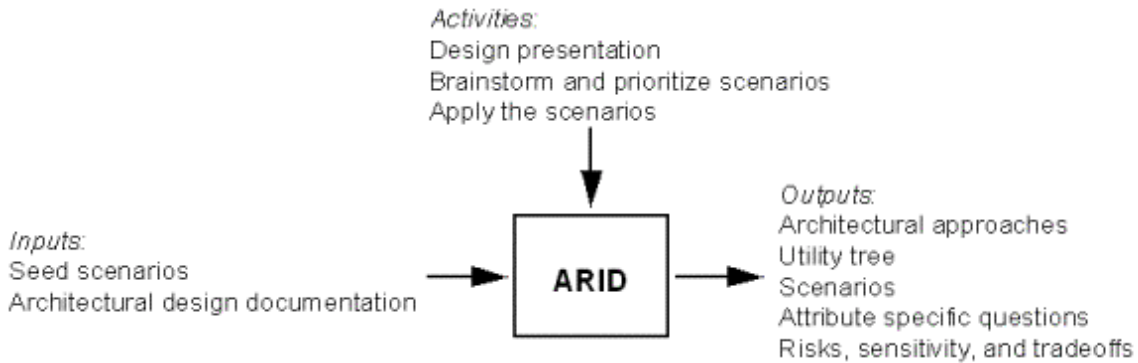 Activities:
Design presentation
Brainstorm and prioritize scenarios
Apply the scenarios
Inputs:
Seed scenarios
Architectural design documentation
ARID
Outputs:
Architectural approaches
Utility tree
Scenarios
Attribute specific questions
Risks, sensitivity, and tradeoffs